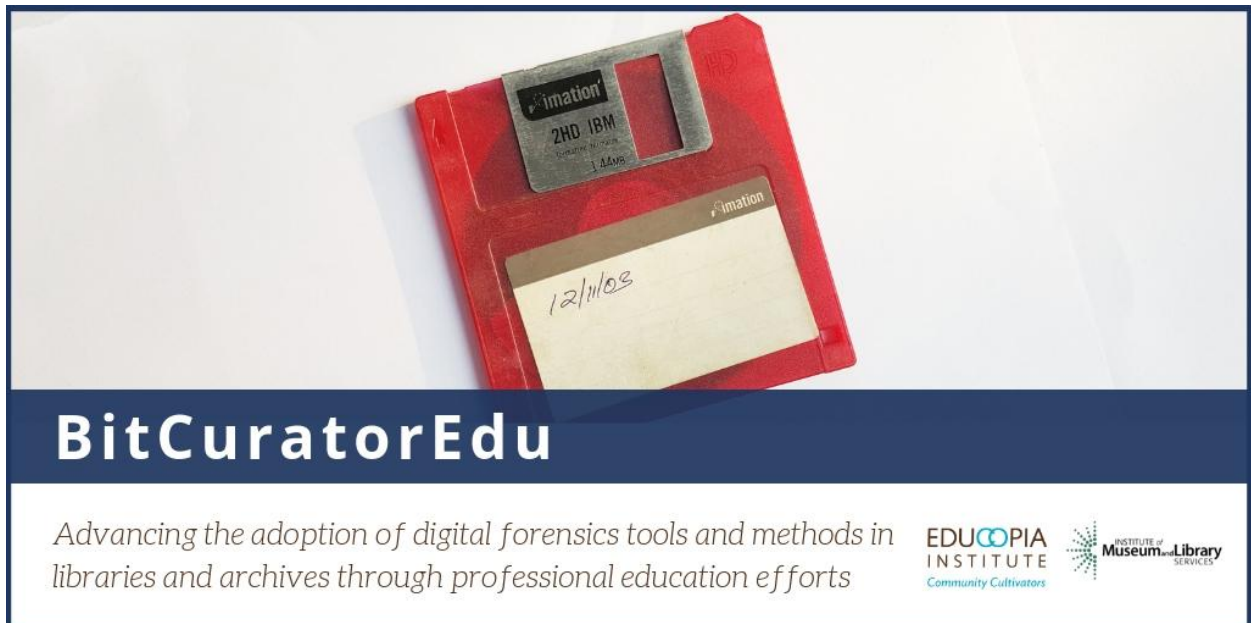 imation
2HD IBM
1.44MB
imation
12/11/03
BitCuratorEdu
Advancing the adoption of digital forensics tools and methods in
libraries and archives through professional education efforts
EDUCOPIA
INSTITUTE
Community Cultivators
INSTITUTE of
Museum and Library
SERVICES